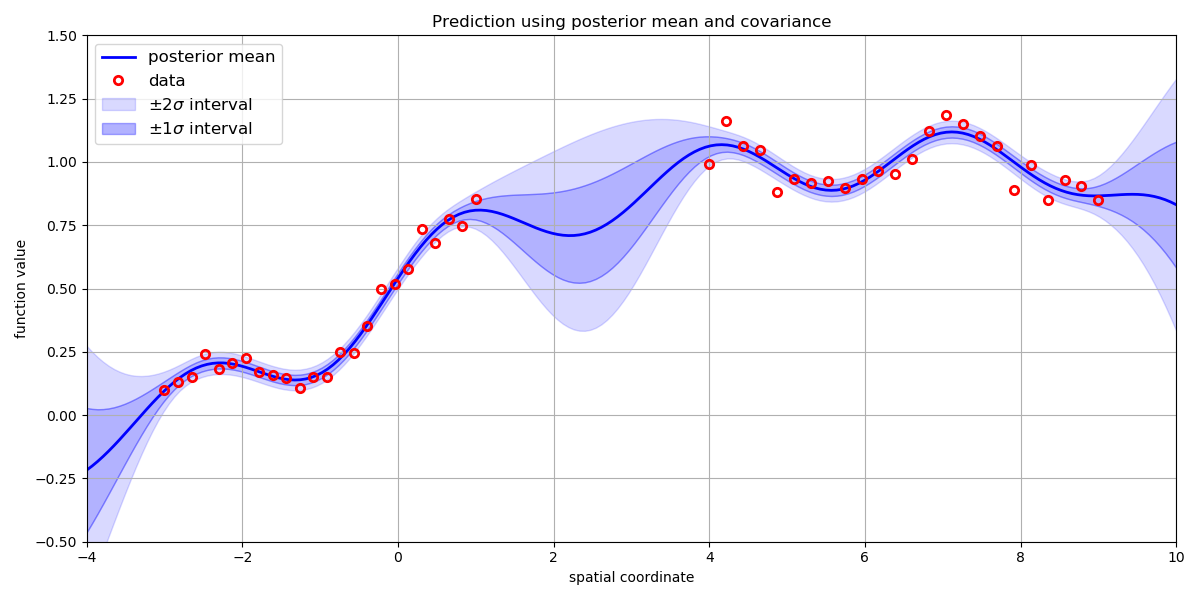 Prediction using posterior mean and covariance
1.50
1.25
1.00
0.75
0.50
0.25
0.00
−0.25
−0.50
function value
posterior mean
data
±2σ interval
±1σ interval
−4 −2 0 2 4 6 8 10
spatial coordinate